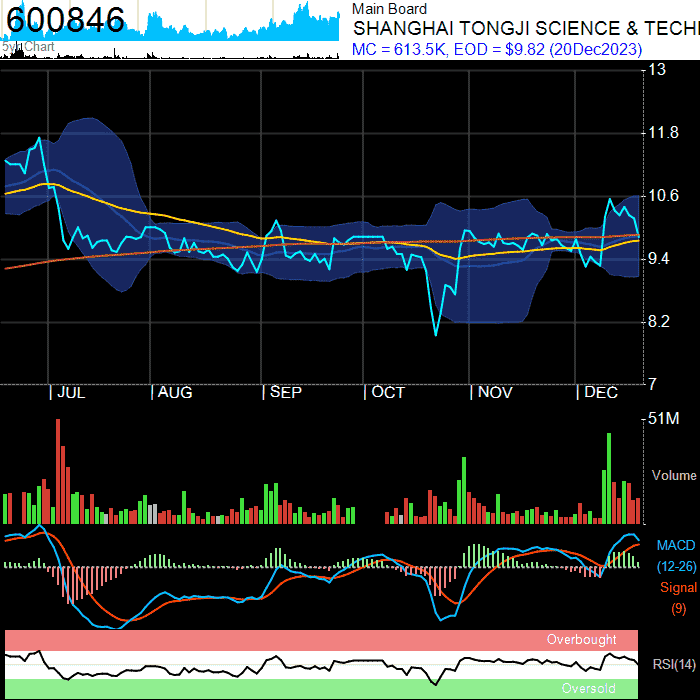 600846
5yr Chart
Main Board
SHANGHAI TONGJI SCIENCE & TECH
MC = 613.5K, EOD = $9.82 (20Dec2023)
13
11.8
10.6
9.4
8.2
7
JUL
AUG
SEP
OCT
NOV
DEC
51M
Volume
MACD
(12-26)
Signal
(9)
Overbought
RSI(14)
Oversold